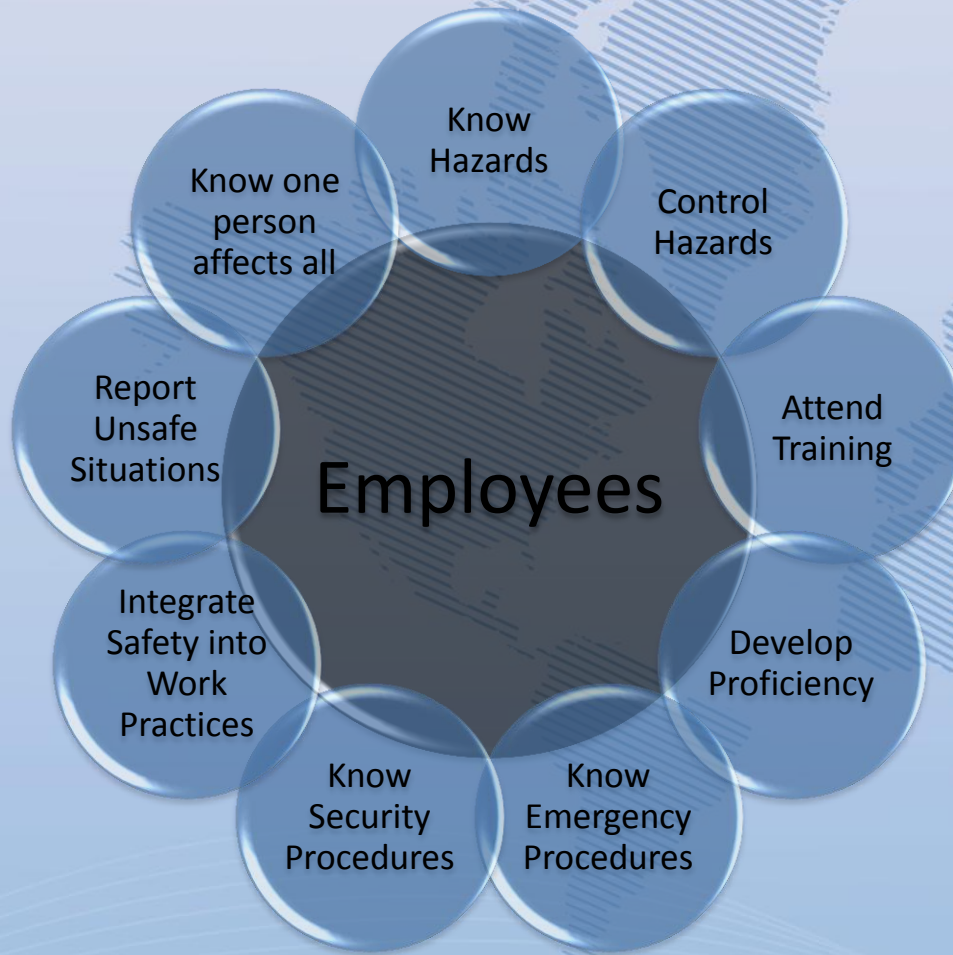 Know
Hazards
Control
Hazards
Attend
Training
Develop
Proficiency
Know
Emergency
Procedures
Know
Security
Procedures
Integrate
Safety into
Work
Practices
Report
Unsafe
Situations
Know one
person
affects all
Employees